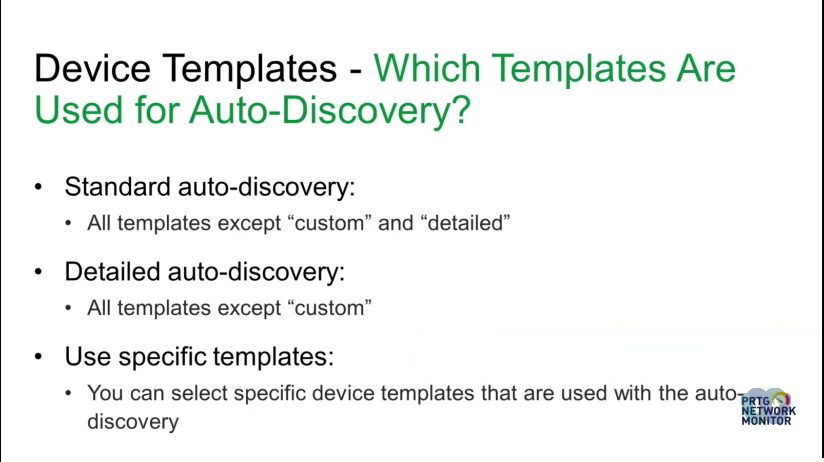 Device Templates - Which Templates Are
Used for Auto-Discovery?
• Standard auto-discovery:
• All templates except “custom” and “detailed”
• Detailed auto-discovery:
• All templates except “custom”
• Use specific templates:
• You can select specific device templates that are used with the auto-
discovery
PRTG
NETWORK
MONITOR